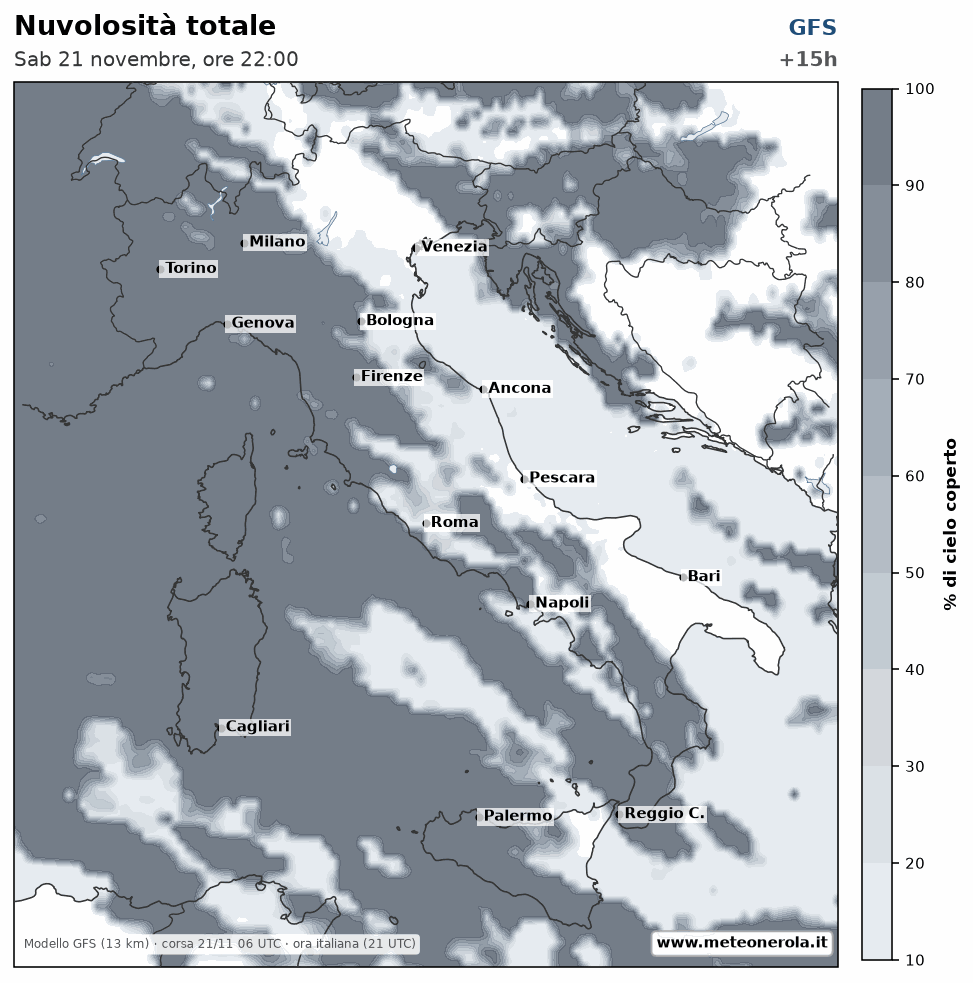 Nuvolosità totale
GFS
Sab 21 novembre, ore 22:00
+15h
Milano
Venezia
Torino
Genova
Bologna
Firenze
Ancona
Pescara
Roma
Bari
Napoli
Cagliari
Palermo
Reggio C.
100
90
80
70
60
50
40
30
20
10
% di cielo coperto
Modello GFS (13 km) · corsa 21/11 06 UTC · ora italiana (21 UTC)
www.meteonerola.it